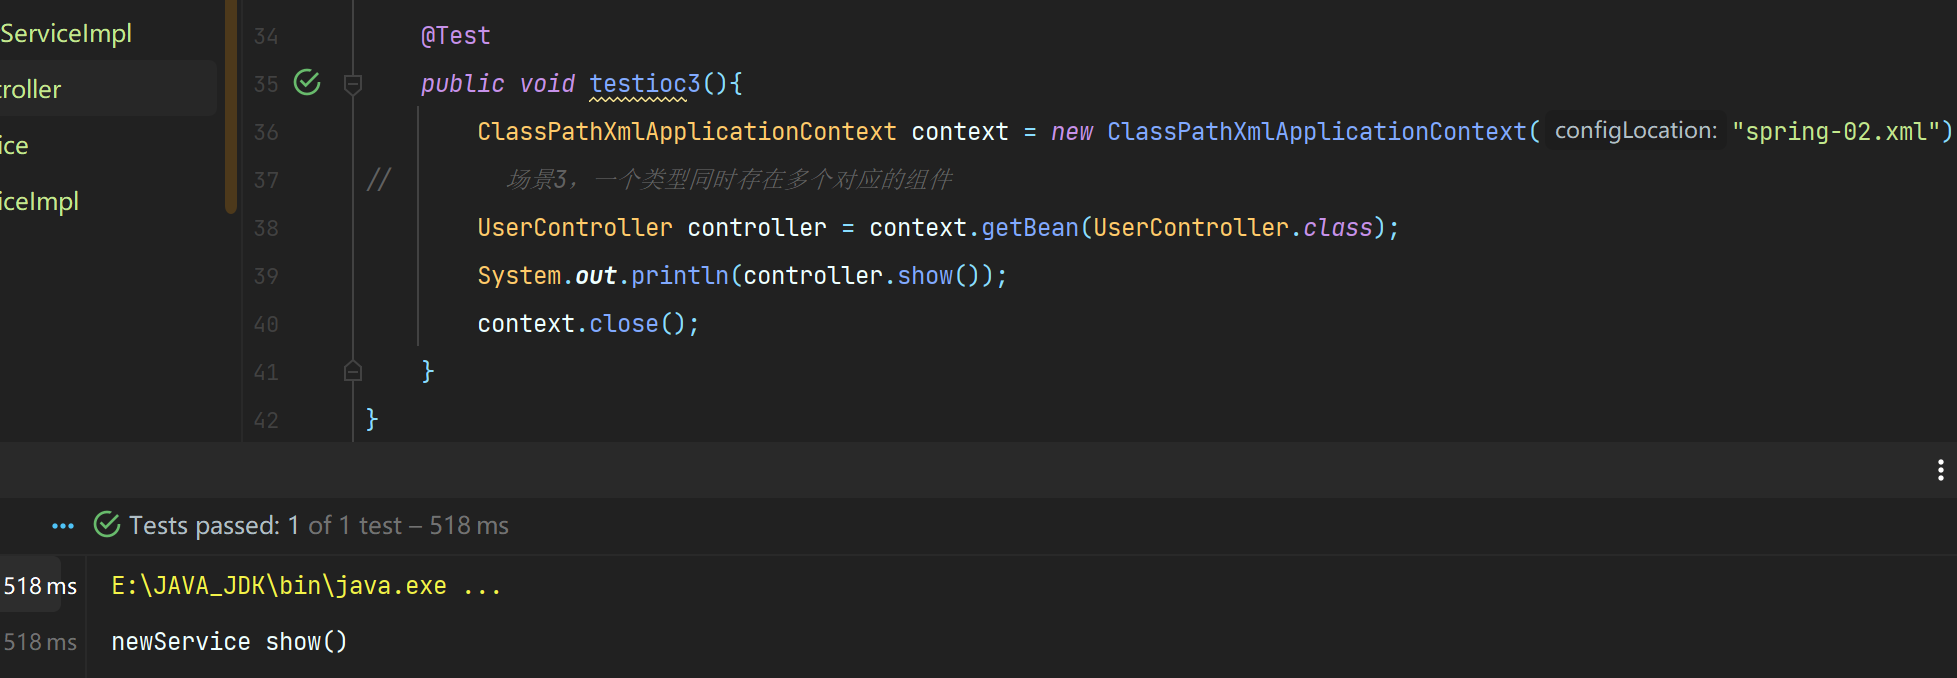 ServiceImpl
roller
ice
iceImpl
34 @Test
35 public void testioc3(){
36 ClassPathXmlApplicationContext context = new ClassPathXmlApplicationContext( configLocation: "spring-02.xml")
37 // 场景3，一个类型同时存在多个对应的组件
38 UserController controller = context.getBean(UserController.class);
39 System.out.println(controller.show());
40 context.close();
41 }
42 }
Tests passed: 1 of 1 test – 518 ms
518 ms E:\JAVA_JDK\bin\java.exe ...
518 ms newService show()